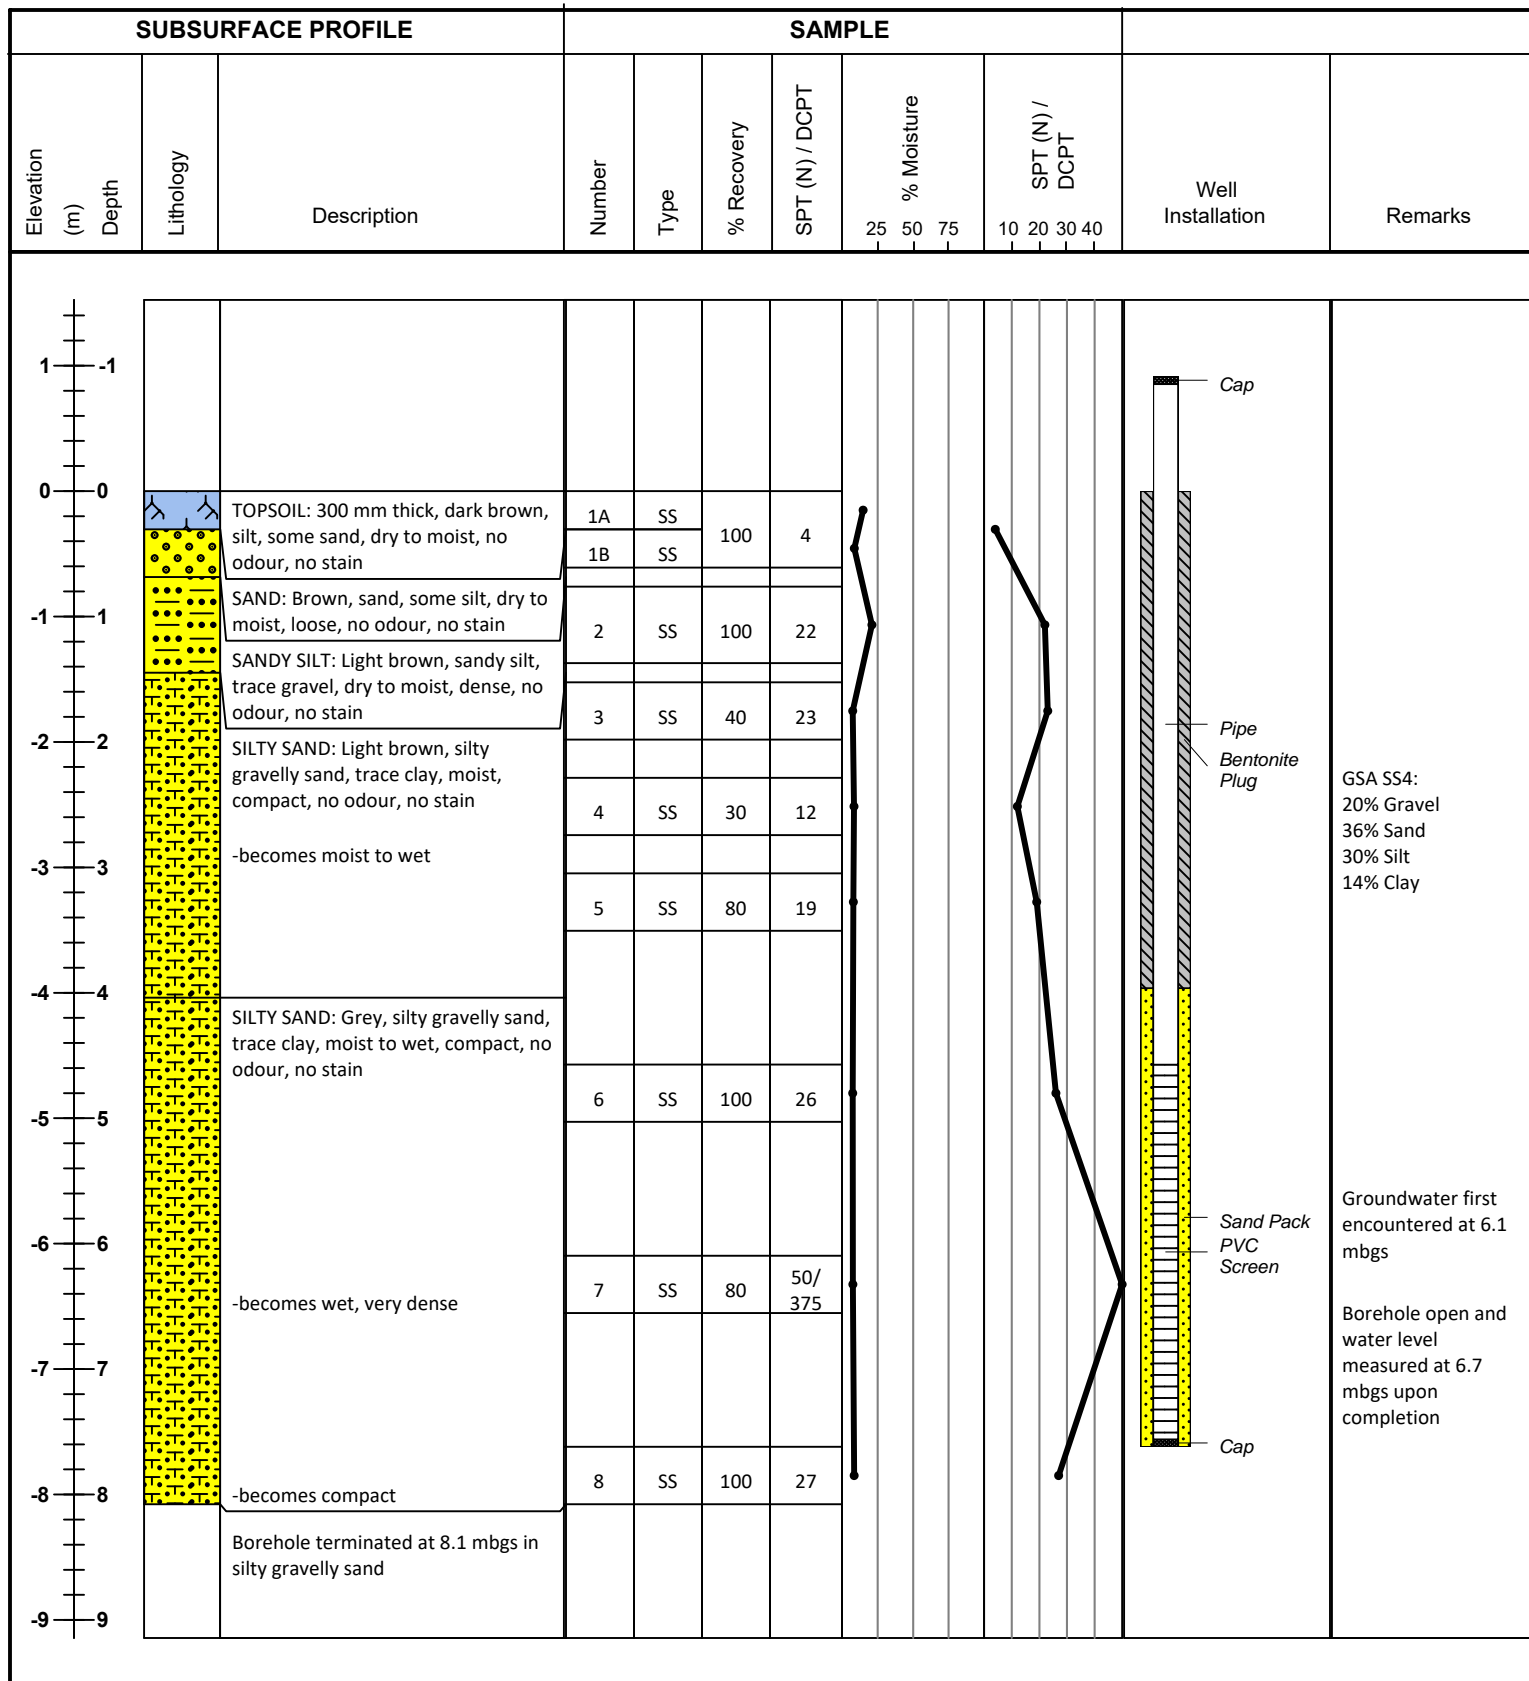 SUBSURFACE PROFILE
SAMPLE
Elevation
(m)
Depth
Lithology
Description
Number
Type
% Recovery
SPT (N) / DCPT
% Moisture
25 50 75
SPT (N) /
DCPT
10 20 30 40
Well
Installation
Remarks
1 -1
0 0
-1 1
-2 2
-3 3
-4 4
-5 5
-6 6
-7 7
-8 8
-9 9
TOPSOIL: 300 mm thick, dark brown,
silt, some sand, dry to moist, no
odour, no stain
SAND: Brown, sand, some silt, dry to
moist, loose, no odour, no stain
SANDY SILT: Light brown, sandy silt,
trace gravel, dry to moist, dense, no
odour, no stain
SILTY SAND: Light brown, silty
gravelly sand, trace clay, moist,
compact, no odour, no stain
-becomes moist to wet
SILTY SAND: Grey, silty gravelly sand,
trace clay, moist to wet, compact, no
odour, no stain
-becomes wet, very dense
-becomes compact
Borehole terminated at 8.1 mbgs in
silty gravelly sand
1A SS
100 4
1B SS
2 SS 100 22
3 SS 40 23
4 SS 30 12
5 SS 80 19
6 SS 100 26
7 SS 80 50/
375
8 SS 100 27
Cap
Pipe
Bentonite
Plug
Sand Pack
PVC
Screen
Cap
GSA SS4:
20% Gravel
36% Sand
30% Silt
14% Clay
Groundwater first
encountered at 6.1
mbgs
Borehole open and
water level
measured at 6.7
mbgs upon
completion